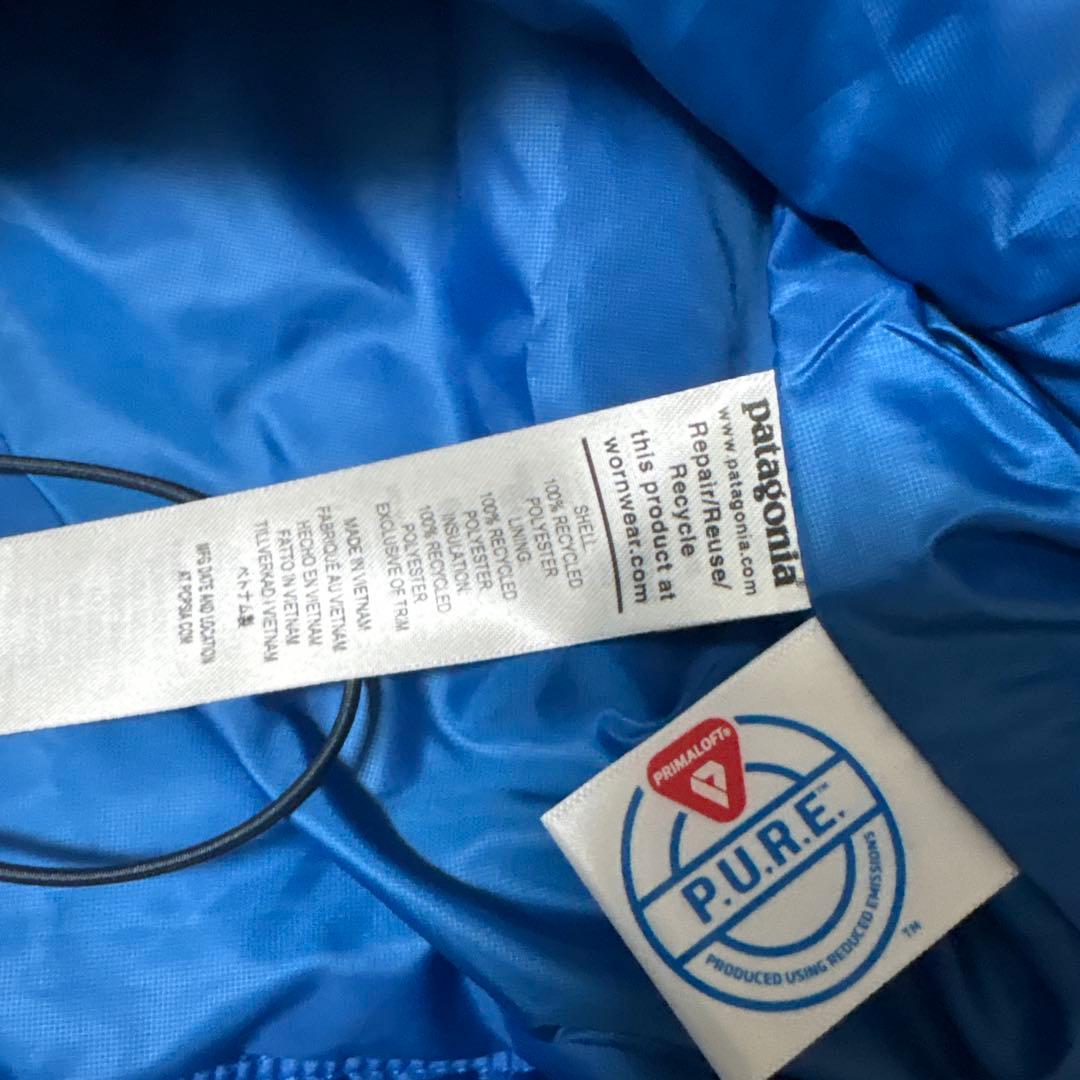 patagonia®
www.patagonia.com
Repair/Reuse/
Recycle
this product at
wornwear.com
SHELL
100% RECYCLED
POLYESTER
LINING:
100% RECYCLED
POLYESTER
INSULATION:
100% RECYCLED
POLYESTER
EXCLUSIVE OF TRIM
MADE IN VIETNAM
FABRIQUÉ AU VIETNAM
HECHO EN VIETNAM
FATTO IN VIETNAM
TILLVERKAD I VIETNAM
ベトナム製
MFG DATE AND LOCATION
AT POPSIA.COM
PRIMALOFT®
P.U.R.E.™
PRODUCED USING REDUCED EMISSIONS
TM